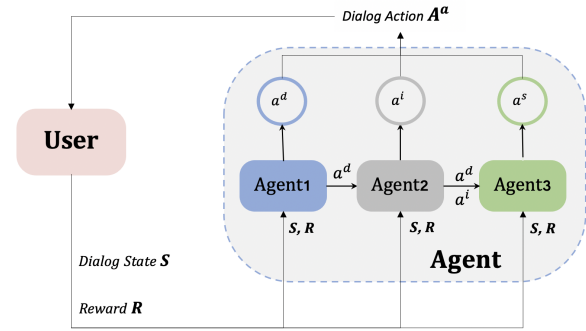 Dialog Action A^a
a^d
a^i
a^s
User
Agent1
a^d
Agent2
a^d
a^i
Agent3
S, R
S, R
S, R
Agent
Dialog State S
Reward R